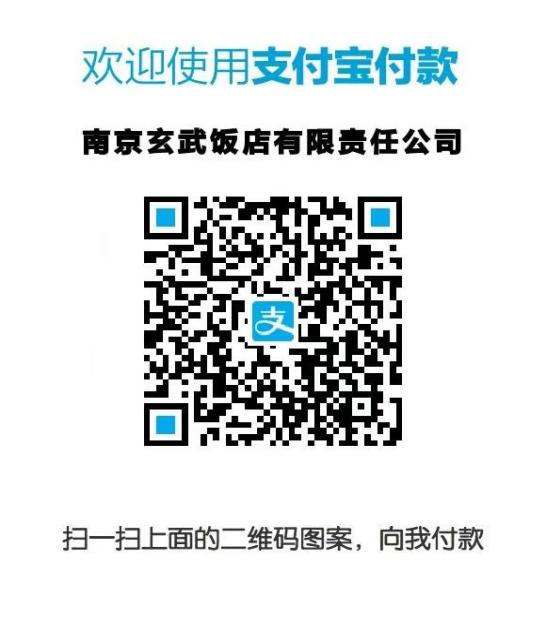 欢迎使用支付宝付款
南京玄武饭店有限责任公司
支
扫一扫上面的二维码图案，向我付款